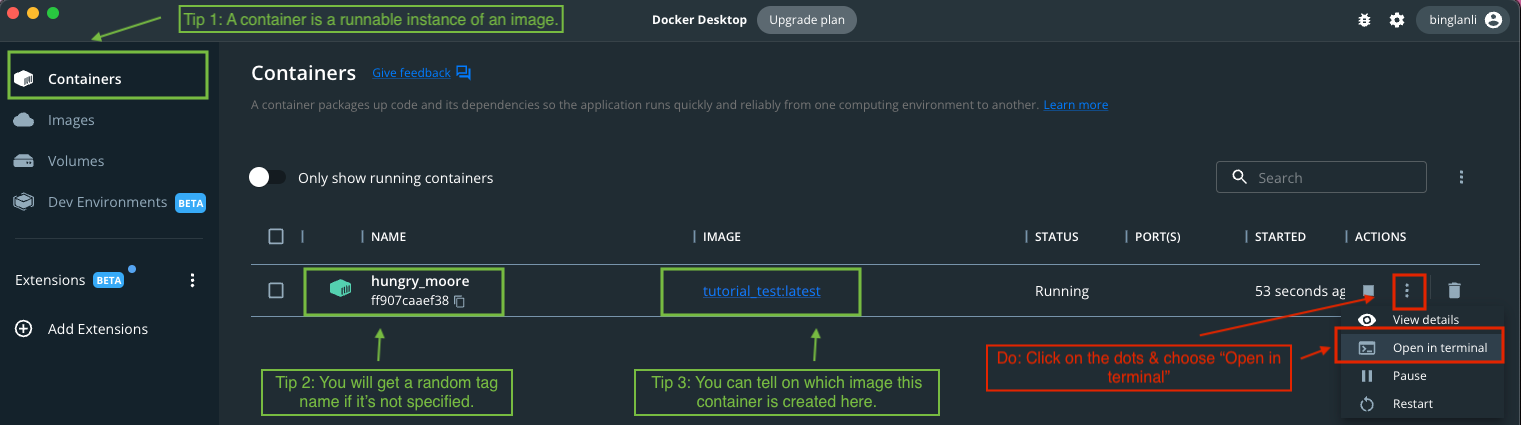 Tip 1: A container is a runnable instance of an image.
Docker Desktop
Upgrade plan
binglanli
Containers
Images
Volumes
Dev Environments BETA
Extensions BETA
Add Extensions
Containers Give feedback
A container packages up code and its dependencies so the application runs quickly and reliably from one computing environment to another. Learn more
Only show running containers
Search
NAME IMAGE STATUS PORT(S) STARTED ACTIONS
hungry_moore
ff907caaef38
tutorial_test:latest
Running
53 seconds ag
View details
Open in terminal
Pause
Restart
Tip 2: You will get a random tag
name if it’s not specified.
Tip 3: You can tell on which image this
container is created here.
Do: Click on the dots & choose “Open in
terminal”